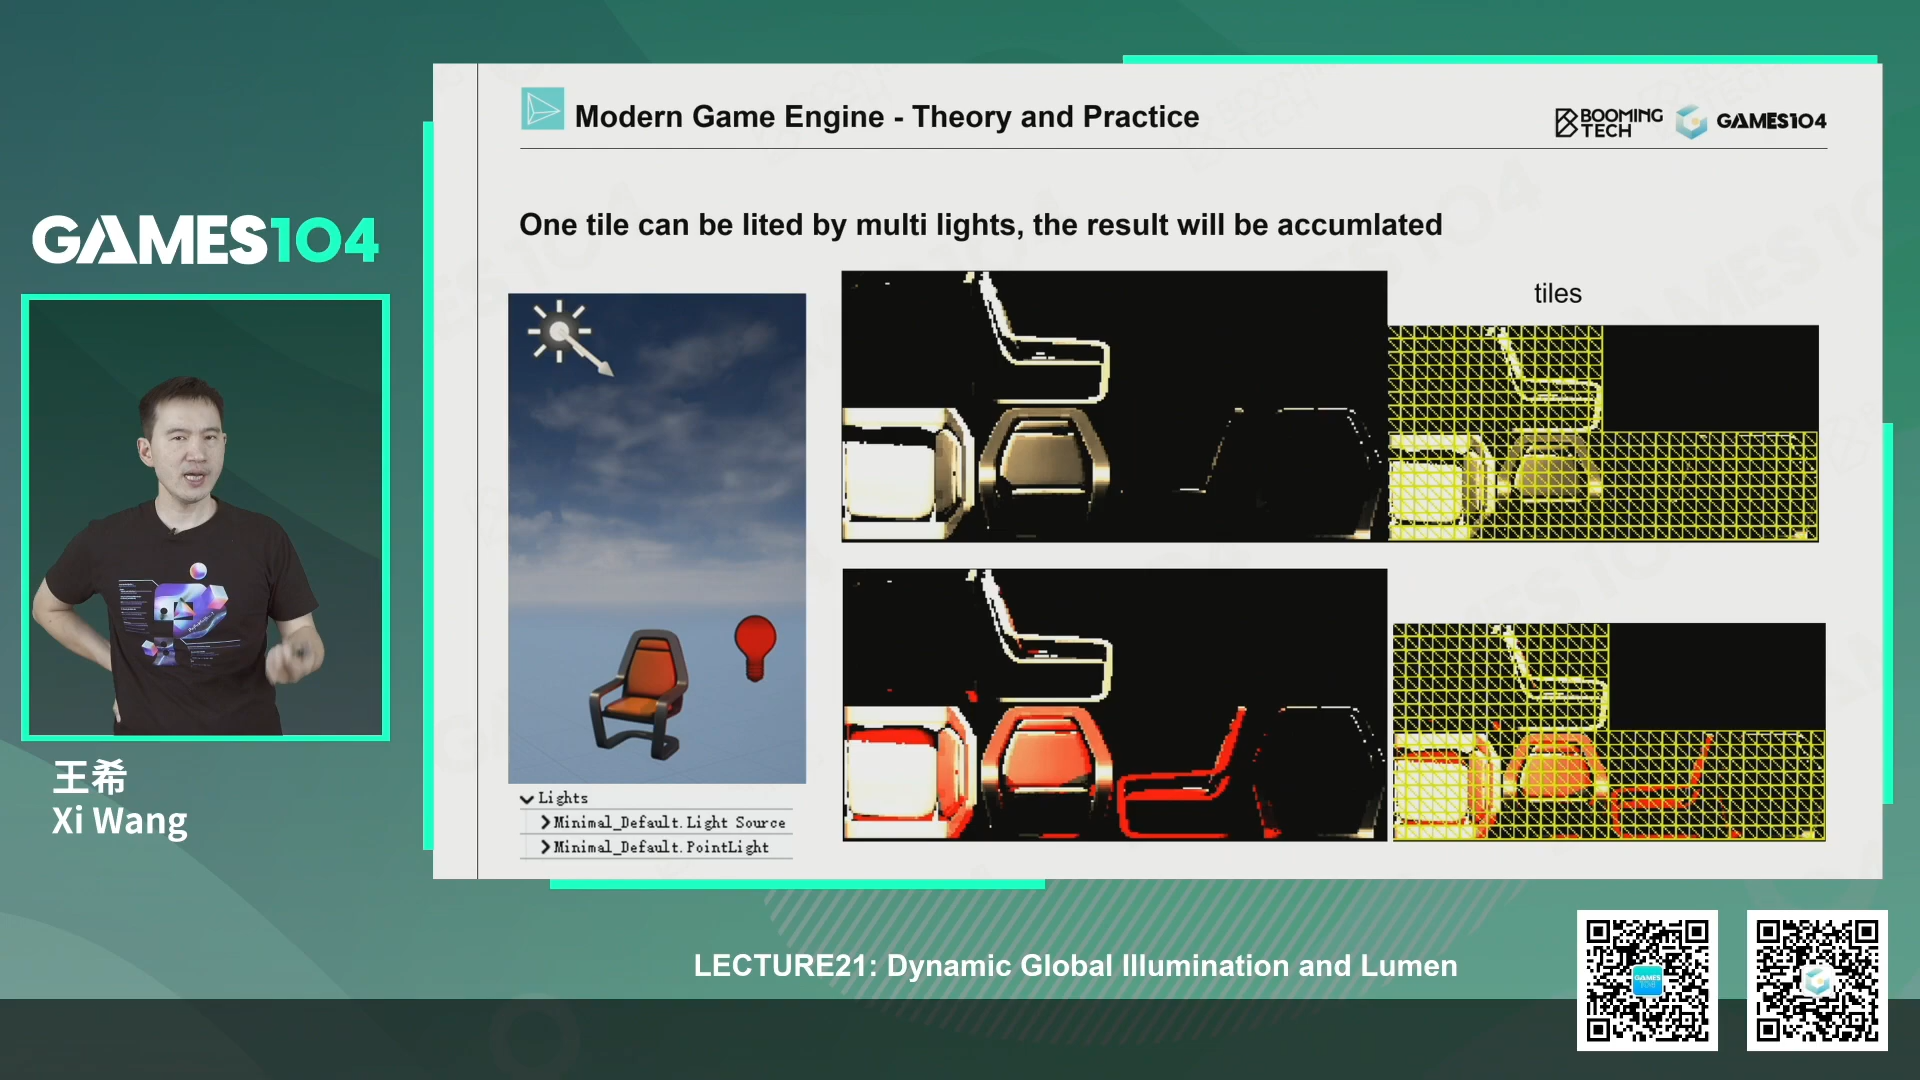 Modern Game Engine - Theory and Practice
BOOMING
TECH
GAMES104
One tile can be lited by multi lights, the result will be accumlated
GAMES104
tiles
王希
Xi Wang
Lights
Minimal_Default.Light Source
Minimal_Default.PointLight
LECTURE21: Dynamic Global Illumination and Lumen